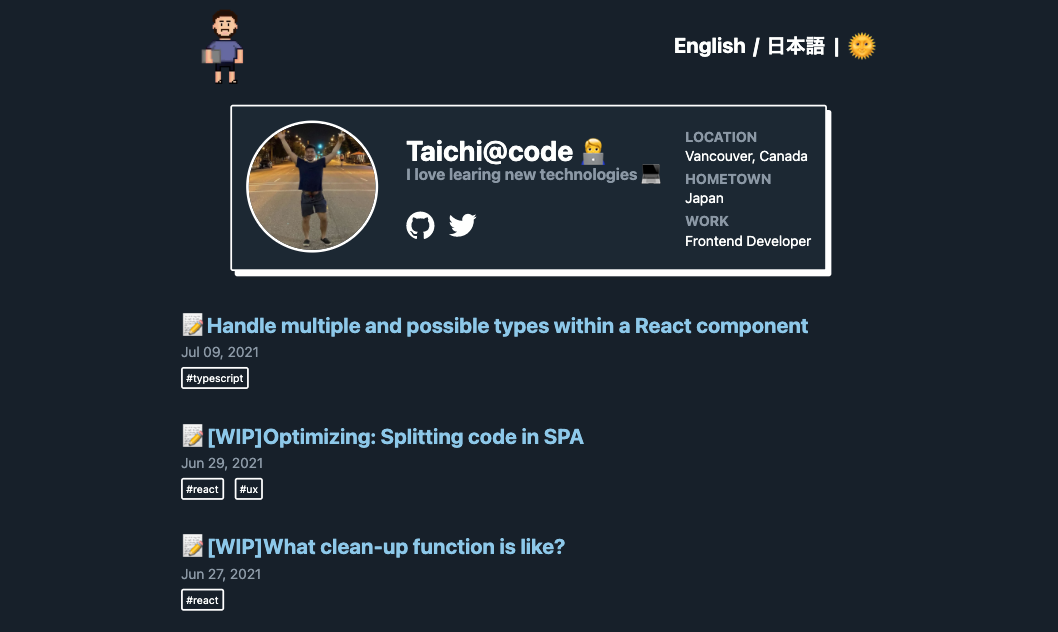 English / 日本語 |
Taichi@code
I love learing new technologies
LOCATION
Vancouver, Canada
HOMETOWN
Japan
WORK
Frontend Developer
Handle multiple and possible types within a React component
Jul 09, 2021
#typescript
[WIP]Optimizing: Splitting code in SPA
Jun 29, 2021
#react #ux
[WIP]What clean-up function is like?
Jun 27, 2021
#react